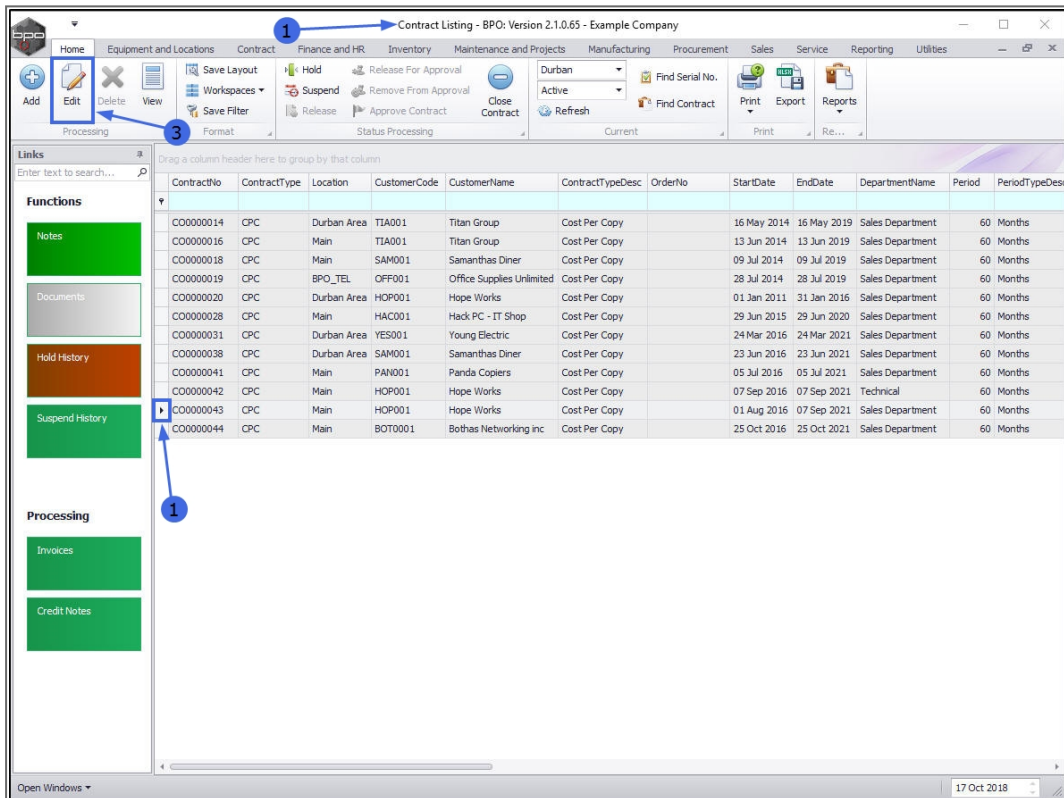 1
Contract Listing - BPO: Version 2.1.0.65 - Example Company
bpo
Home Equipment and Locations Contract Finance and HR Inventory Maintenance and Projects Manufacturing Procurement Sales Service Reporting Utilities
Add
Edit
Delete
View
Processing
3
Save Layout
Workspaces
Save Filter
Format
Hold
Suspend
Release
Release For Approval
Remove From Approval
Approve Contract
Close Contract
Status Processing
Durban
Active
Refresh
Find Serial No.
Find Contract
Current
Print
XLSX
Export
Print
Reports
Re...
Links
Enter text to search...
Functions
Notes
Documents
Hold History
Suspend History
Processing
Invoices
Credit Notes
Drag a column header here to group by that column
ContractNo ContractType Location CustomerCode CustomerName ContractTypeDesc OrderNo StartDate EndDate DepartmentName Period PeriodTypeDesc
CO0000014 CPC Durban Area TIA001 Titan Group Cost Per Copy 16 May 2014 16 May 2019 Sales Department 60 Months
CO0000016 CPC Main TIA001 Titan Group Cost Per Copy 13 Jun 2014 13 Jun 2019 Sales Department 60 Months
CO0000018 CPC Main SAM001 Samanthas Diner Cost Per Copy 09 Jul 2014 09 Jul 2019 Sales Department 60 Months
CO0000019 CPC BPO_TEL OFF001 Office Supplies Unlimited Cost Per Copy 28 Jul 2014 28 Jul 2019 Sales Department 60 Months
CO0000020 CPC Durban Area HOP001 Hope Works Cost Per Copy 01 Jan 2011 31 Jan 2016 Sales Department 60 Months
CO0000028 CPC Main HAC001 Hack PC - IT Shop Cost Per Copy 29 Jun 2015 29 Jun 2020 Sales Department 60 Months
CO0000031 CPC Durban Area YES001 Young Electric Cost Per Copy 24 Mar 2016 24 Mar 2021 Sales Department 60 Months
CO0000038 CPC Durban Area SAM001 Samanthas Diner Cost Per Copy 23 Jun 2016 23 Jun 2021 Sales Department 60 Months
CO0000041 CPC Main PAN001 Panda Copiers Cost Per Copy 05 Jul 2016 05 Jul 2021 Sales Department 60 Months
CO0000042 CPC Main HOP001 Hope Works Cost Per Copy 07 Sep 2016 07 Sep 2021 Technical 60 Months
CO0000043 CPC Main HOP001 Hope Works Cost Per Copy 01 Aug 2016 07 Sep 2021 Sales Department 60 Months
CO0000044 CPC Main BOT0001 Bothas Networking inc Cost Per Copy 25 Oct 2016 25 Oct 2021 Sales Department 60 Months
1
Open Windows
17 Oct 2018